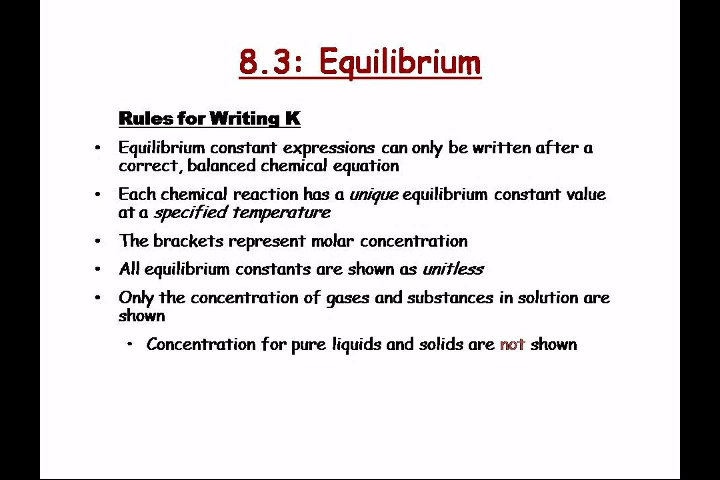 8.3: Equilibrium
Rules for Writing K
• Equilibrium constant expressions can only be written after a
correct, balanced chemical equation
• Each chemical reaction has a unique equilibrium constant value
at a specified temperature
• The brackets represent molar concentration
• All equilibrium constants are shown as unitless
• Only the concentration of gases and substances in solution are
shown
• Concentration for pure liquids and solids are not shown